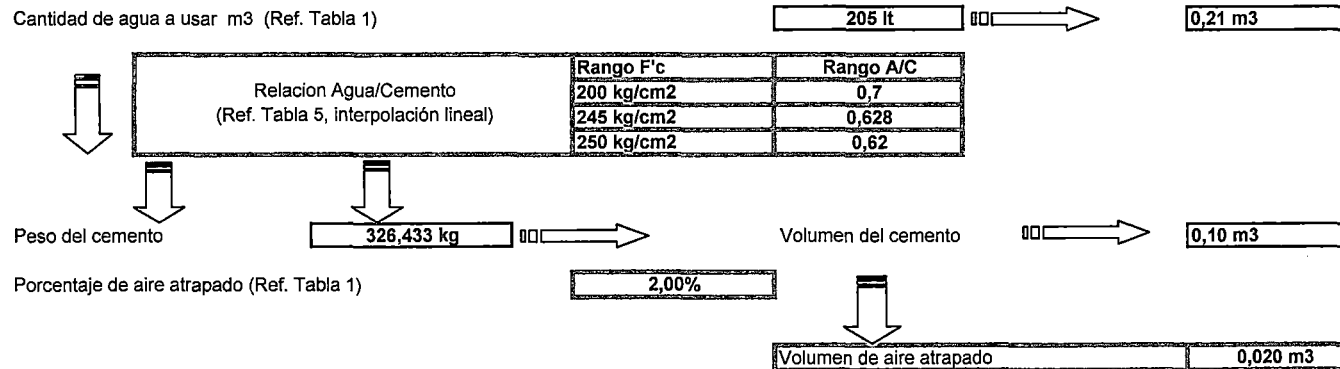 Cantidad de agua a usar m3 (Ref. Tabla 1) 205 lt 0,21 m3
Relacion Agua/Cemento
(Ref. Tabla 5, interpolación lineal)
Rango F'c Rango A/C
200 kg/cm2 0,7
245 kg/cm2 0,628
250 kg/cm2 0,62
Peso del cemento 326,433 kg Volumen del cemento 0,10 m3
Porcentaje de aire atrapado (Ref. Tabla 1) 2,00%
Volumen de aire atrapado 0,020 m3